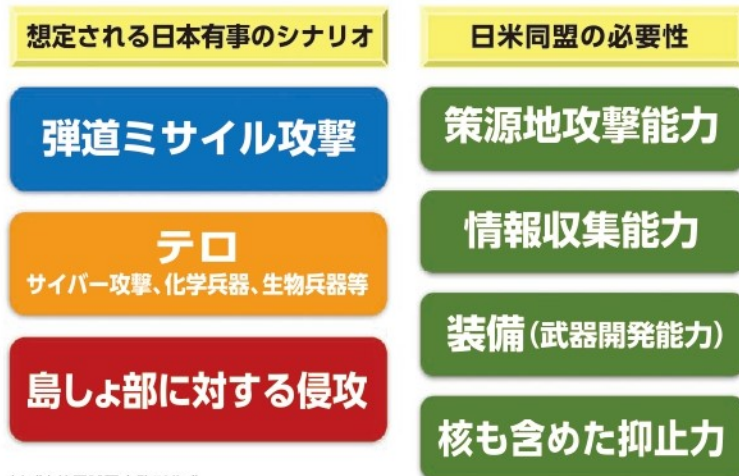 想定される日本有事のシナリオ
弾道ミサイル攻撃
テロ
サイバー攻撃、化学兵器、生物兵器等
島しょ部に対する侵攻
日米同盟の必要性
策源地攻撃能力
情報収集能力
装備(武器開発能力)
核も含めた抑止力